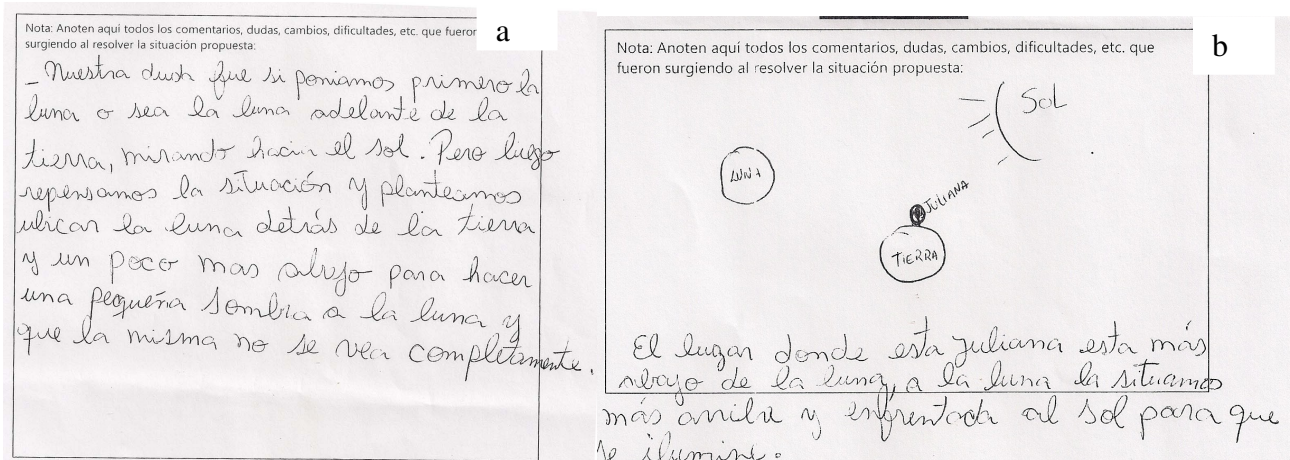 a
Nota: Anoten aquí todos los comentarios, dudas, cambios, dificultades, etc. que fueron
surgiendo al resolver la situación propuesta:
_ Nuestra duda fue si poniamos primero la
luna o sea la luna adelante de la
tierra, mirando hacia el sol. Pero luego
repensamos la situación y planteamos
ubicar la luna detrás de la tierra
y un poco mas abajo para hacer
una pequeña sombra a la luna y
que la misma no se vea completamente.
b
Nota: Anoten aquí todos los comentarios, dudas, cambios, dificultades, etc. que
fueron surgiendo al resolver la situación propuesta:
SOL
LUNA
JULIANA
TIERRA
El lugar donde esta Juliana esta más
abajo de la luna, a la luna la situamos
más arriba y enfrentada al sol para que
se ilumine.